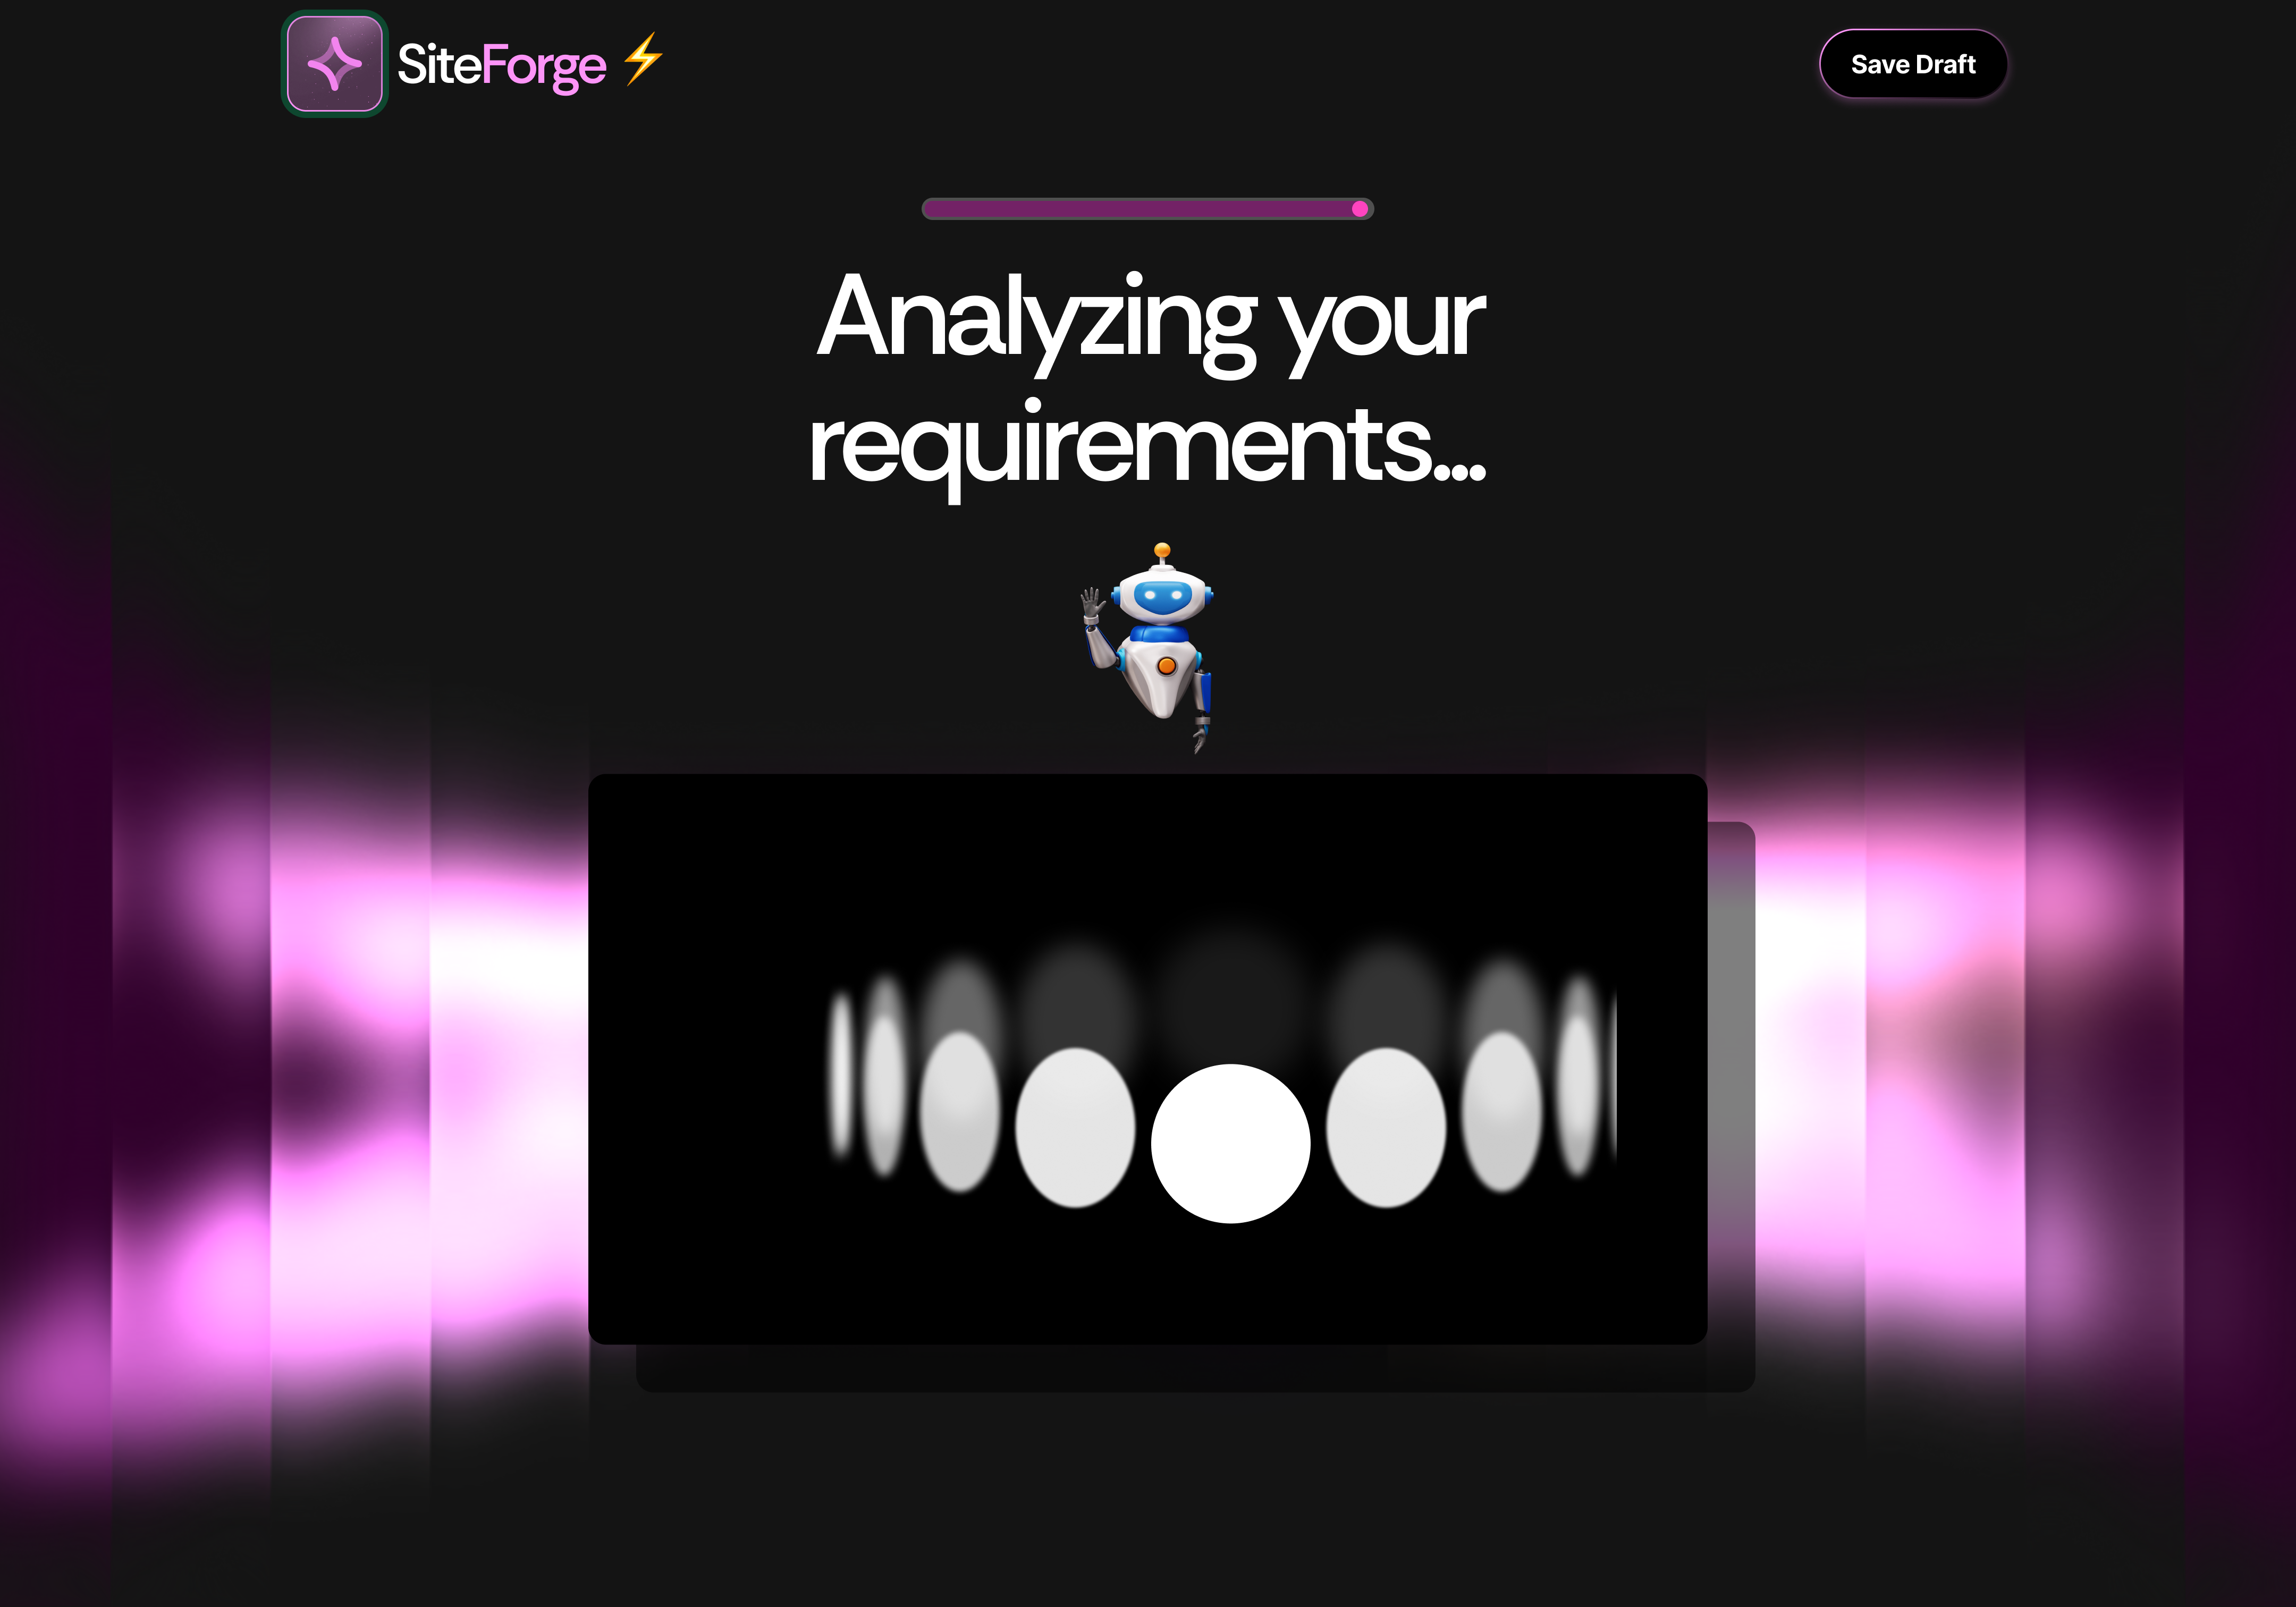 SiteForge ⚡
Save Draft
Analyzing your
requirements...